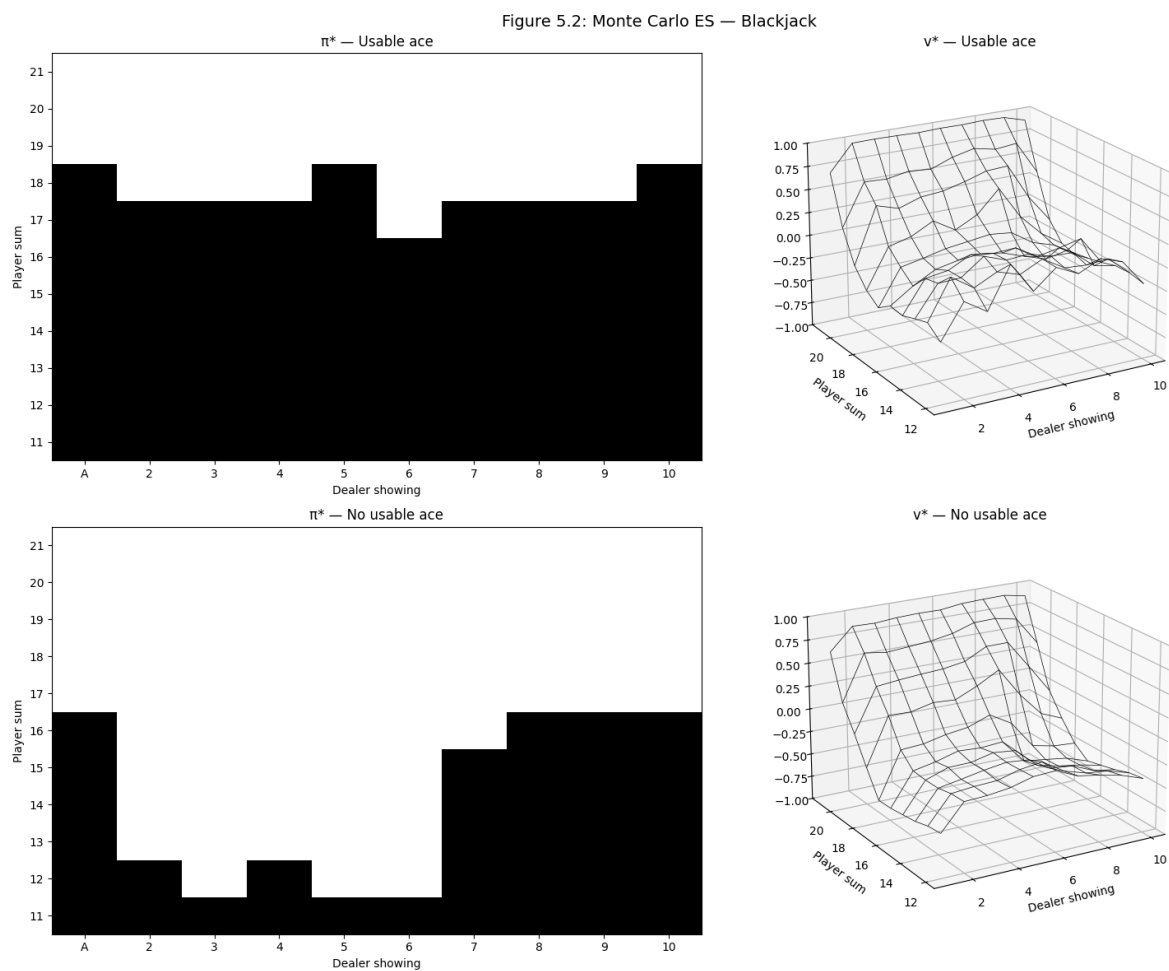 Figure 5.2: Monte Carlo ES — Blackjack
π* — Usable ace
21
20
19
18
17
16
15
14
13
12
11
Player sum
A 2 3 4 5 6 7 8 9 10
Dealer showing
v* — Usable ace
1.00
0.75
0.50
0.25
0.00
−0.25
−0.50
−0.75
−1.00
20
18
16
14
12
Player sum
2 4 6 8 10
Dealer showing
π* — No usable ace
21
20
19
18
17
16
15
14
13
12
11
Player sum
A 2 3 4 5 6 7 8 9 10
Dealer showing
v* — No usable ace
1.00
0.75
0.50
0.25
0.00
−0.25
−0.50
−0.75
−1.00
20
18
16
14
12
Player sum
2 4 6 8 10
Dealer showing